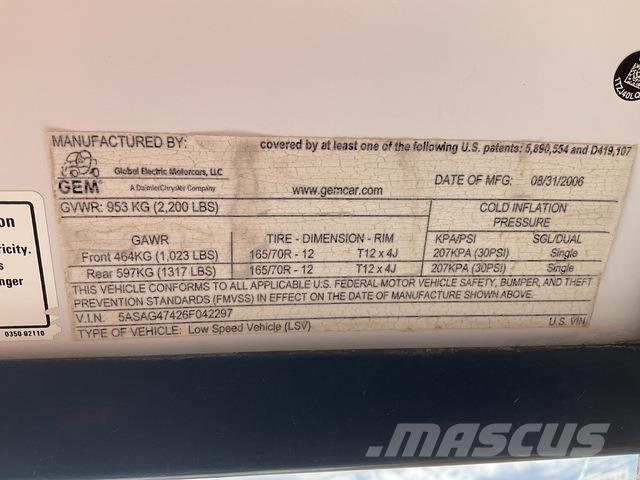 MANUFACTURED BY: covered by at least one of the following U.S. patents: 5,890,554 and D419,107
GEM
Global Electric Motorcars, LLC
A DaimlerChrysler Company
www.gemcar.com
DATE OF MFG: 08/31/2006
GVWR: 953 KG (2,200 LBS)
COLD INFLATION PRESSURE
GAWR TIRE - DIMENSION - RIM KPA/PSI SGL/DUAL
Front 464KG (1,023 LBS) 165/70R - 12 T12 x 4J 207KPA (30PSI) Single
Rear 597KG (1317 LBS) 165/70R - 12 T12 x 4J 207KPA (30PSI) Single
THIS VEHICLE CONFORMS TO ALL APPLICABLE U.S. FEDERAL MOTOR VEHICLE SAFETY, BUMPER, AND THEFT
PREVENTION STANDARDS (FMVSS) IN EFFECT ON THE DATE OF MANUFACTURE SHOWN ABOVE.
V.I.N. 5ASAG47426F042297
TYPE OF VEHICLE: Low Speed Vehicle (LSV) U.S. VIN
ion
ricity.
s
nger
0350-02110
MASCUS